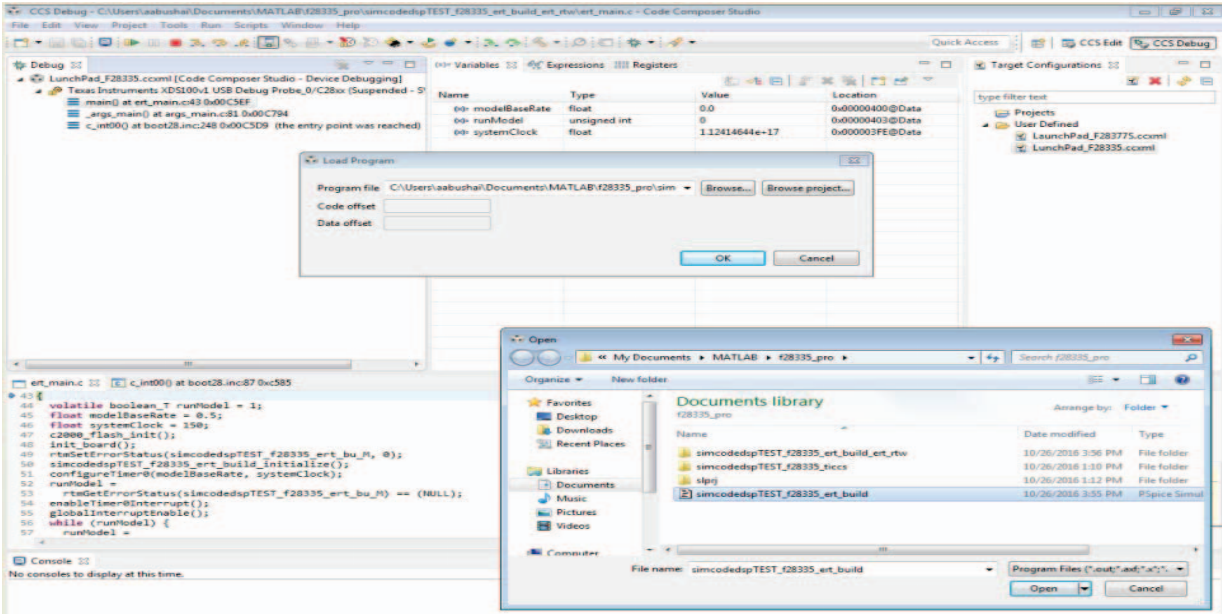 CCS Debug - C:\Users\aabushai\Documents\MATLAB\f28335_pro\simcodedspTEST_f28335_ert_build_ert_rtw\ert_main.c - Code Composer Studio
File Edit View Project Tools Run Scripts Window Help
Quick Access
CCS Edit
CCS Debug
Debug
LunchPad_F28335.ccxml [Code Composer Studio - Device Debugging]
Texas Instruments XDS100v1 USB Debug Probe_0/C28xx (Suspended - S
main() at ert_main.c:43 0x00C5EF
_args_main() at args_main.c:81 0x00C794
c_int00() at boot28.inc:248 0x00C5D9 (the entry point was reached)
Variables
Expressions
Registers
Name Type Value Location
modelBaseRate float 0.0 0x00000400@Data
runModel unsigned int 0 0x00000403@Data
systemClock float 1.12414644e+17 0x000003FE@Data
Target Configurations
type filter text
Projects
User Defined
LaunchPad_F283775.ccxml
LunchPad_F28335.ccxml
Load Program
Program file C:\Users\aabushai\Documents\MATLAB\f28335_pro\sim
Browse...
Browse project...
Code offset
Data offset
OK
Cancel
ert_main.c
c_int00() at boot28.inc:87 0xc585
43 {
44 volatile boolean_T runModel = 1;
45 float modelBaseRate = 0.5;
46 float systemClock = 150;
47 c2000_flash_init();
48 init_board();
49 rtmSetErrorStatus(simcodedspTEST_f28335_ert_bu_M, 0);
50 simcodedspTEST_f28335_ert_build_initialize();
51 configureTimer0(modelBaseRate, systemClock);
52 runModel =
53 rtmGetErrorStatus(simcodedspTEST_f28335_ert_bu_M) == (NULL);
54 enableTimer0Interrupt();
55 globalInterruptEnable();
56 while (runModel) {
57 runModel =
Console
No consoles to display at this time.
Open
« My Documents ▸ MATLAB ▸ f28335_pro ▸
Search f28335_pro
Organize
New folder
Favorites
Desktop
Downloads
Recent Places
Libraries
Documents
Music
Pictures
Videos
Computer
Documents library
f28335_pro
Arrange by: Folder
Name Date modified Type
simcodedspTEST_f28335_ert_build_ert_rtw 10/26/2016 3:56 PM File folder
simcodedspTEST_f28335_ticcs 10/26/2016 1:10 PM File folder
slprj 10/26/2016 1:12 PM File folder
simcodedspTEST_f28335_ert_build 10/26/2016 3:55 PM PSpice Simul
File name: simcodedspTEST_f28335_ert_build
Program Files (*.out;*.axf;*.x;*.
Open
Cancel